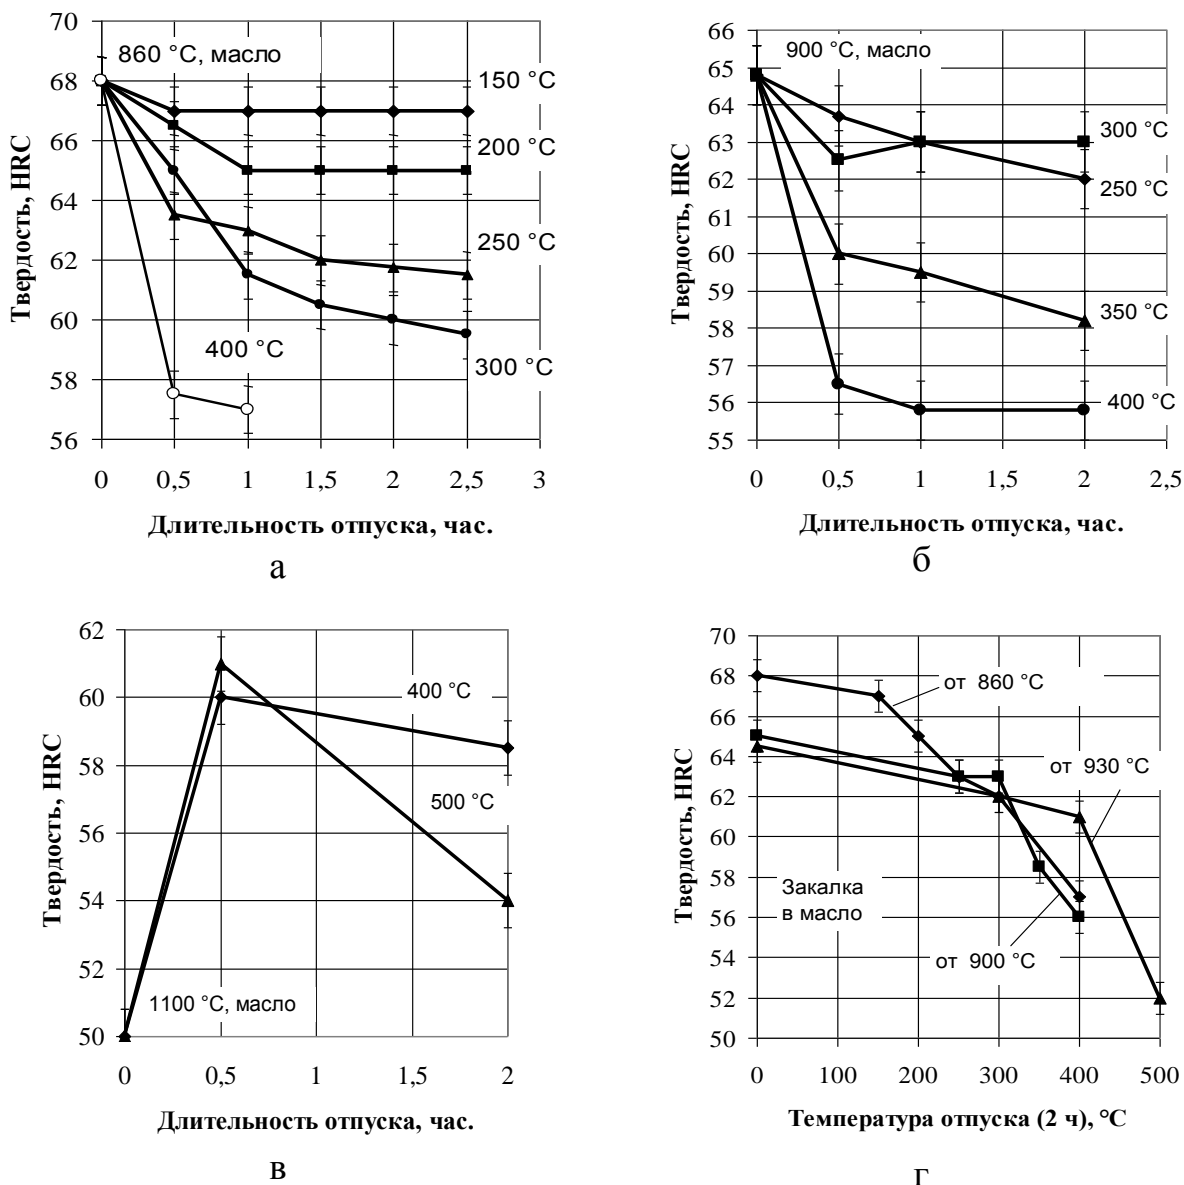 70
68
66
64
62
60
58
56
0
0,5
1
1,5
2
2,5
3
860 °C, масло
150 °C
200 °C
250 °C
300 °C
400 °C
Твердость, HRC
Длительность отпуска, час.
а
66
65
64
63
62
61
60
59
58
57
56
55
0
0,5
1
1,5
2
2,5
900 °C, масло
300 °C
250 °C
350 °C
400 °C
Твердость, HRC
Длительность отпуска, час.
б
62
60
58
56
54
52
50
0
0,5
1
1,5
2
400 °C
500 °C
1100 °C, масло
Твердость, HRC
Длительность отпуска, час.
в
70
68
66
64
62
60
58
56
54
52
50
0
100
200
300
400
500
от 860 °C
от 930 °C
Закалка
в масло
от 900 °C
Твердость, HRC
Температура отпуска (2 ч), °C
г